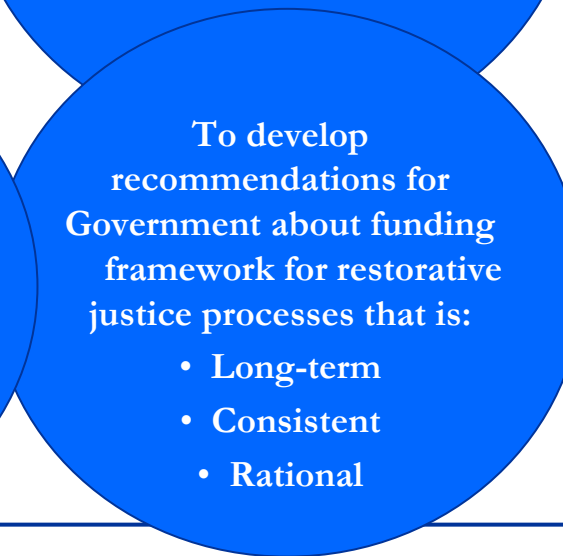 To develop
recommendations for
Government about funding
framework for restorative
justice processes that is:
• Long-term
• Consistent
• Rational